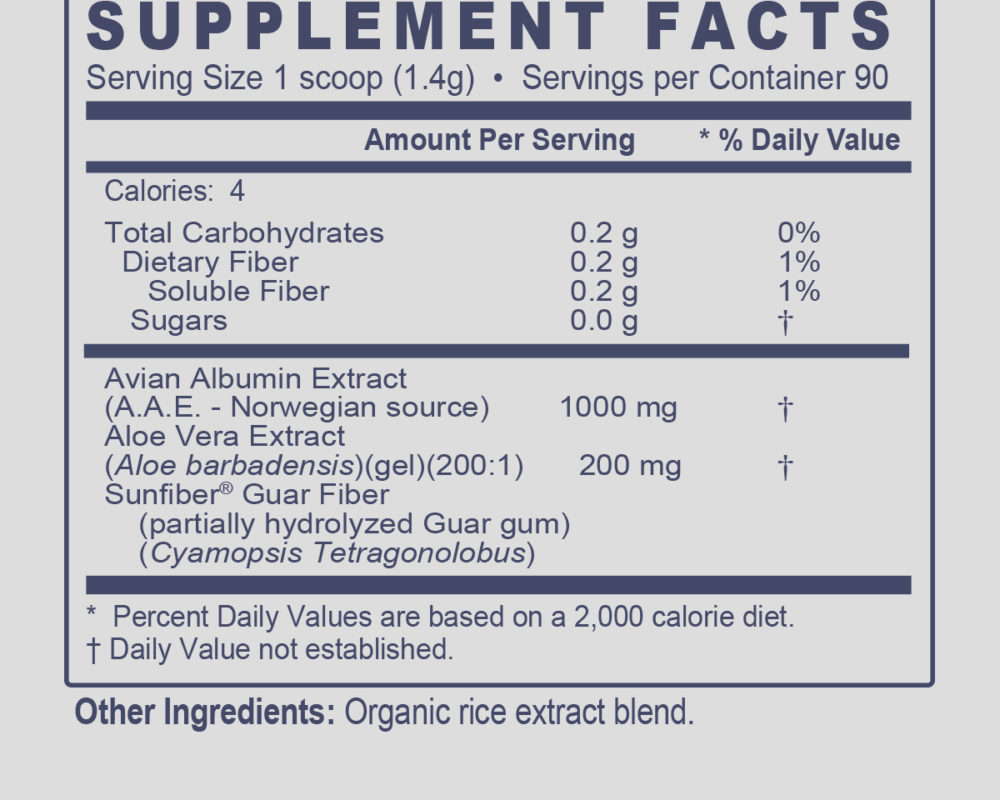 SUPPLEMENT FACTS
Serving Size 1 scoop (1.4g) • Servings per Container 90
Amount Per Serving * % Daily Value
Calories: 4
Total Carbohydrates 0.2 g 0%
Dietary Fiber 0.2 g 1%
Soluble Fiber 0.2 g 1%
Sugars 0.0 g †
Avian Albumin Extract
(A.A.E. - Norwegian source) 1000 mg †
Aloe Vera Extract
(Aloe barbadensis)(gel)(200:1) 200 mg †
Sunfiber® Guar Fiber
(partially hydrolyzed Guar gum)
(Cyamopsis Tetragonolobus)
* Percent Daily Values are based on a 2,000 calorie diet.
† Daily Value not established.
Other Ingredients: Organic rice extract blend.